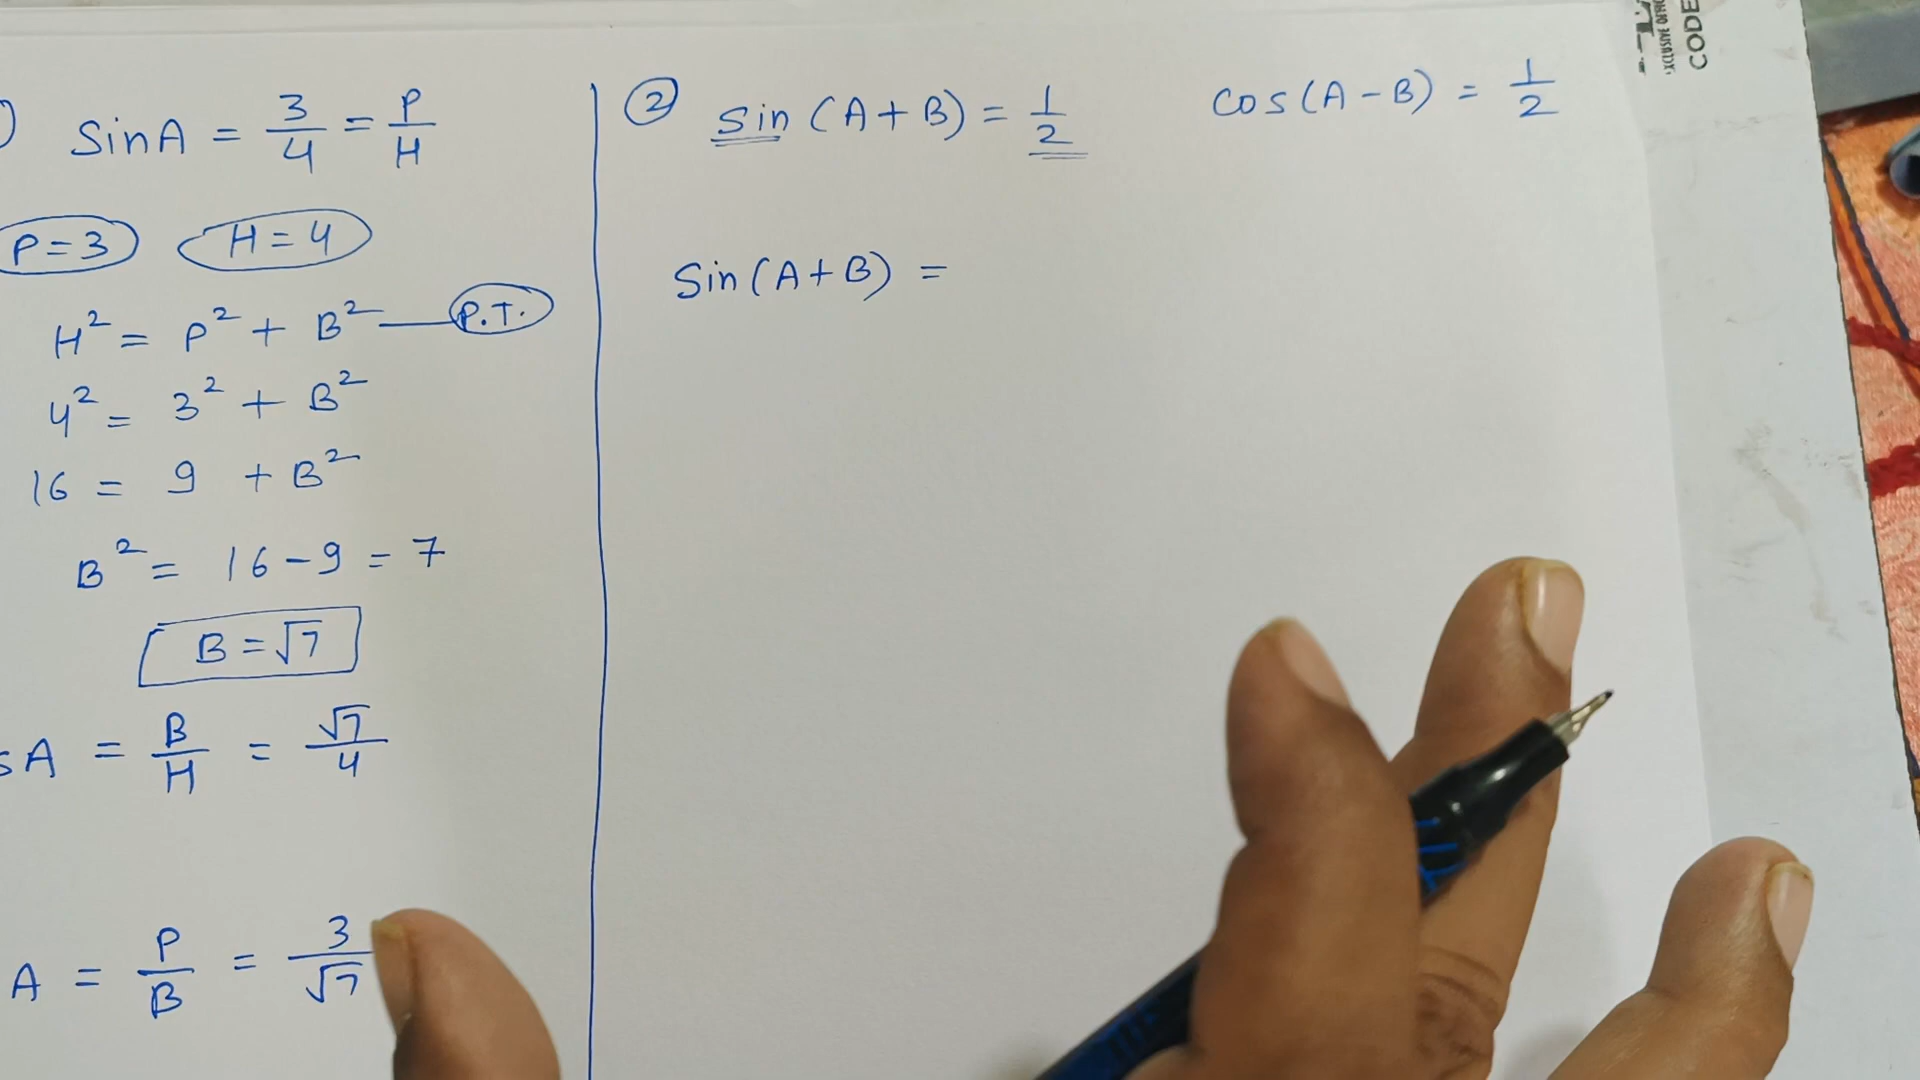 ) SinA = 3/4 = P/H
P=3 H=4
H² = P² + B² — P.T.
4² = 3² + B²
16 = 9 + B²
B² = 16-9 = 7
B = √7
sA = B/H = √7/4
A = P/B = 3/√7
② sin (A+B) = 1/2 cos(A-B) = 1/2
Sin(A+B) =
CODE